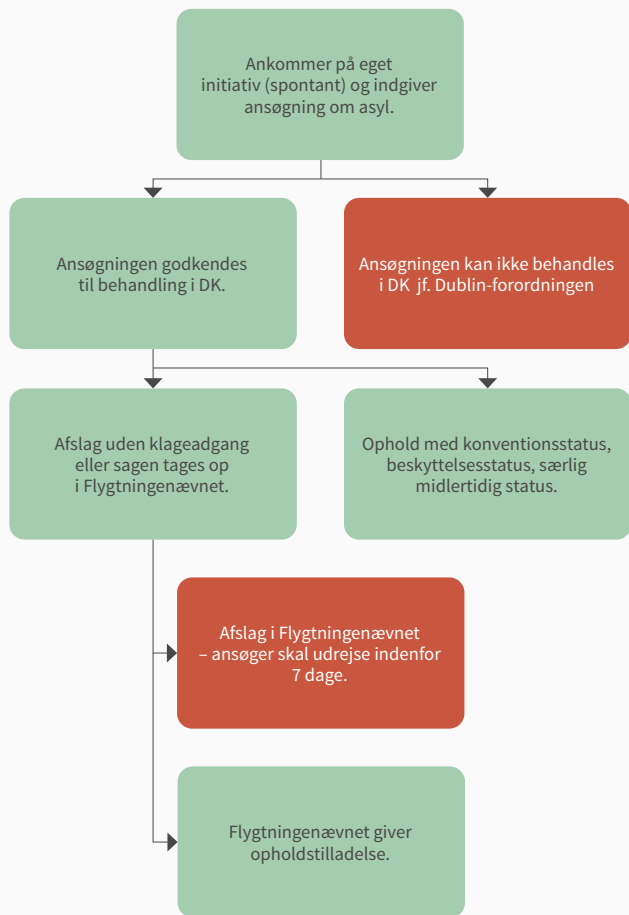 Ankommer på eget
initiativ (spontant) og indgiver
ansøgning om asyl.
Ansøgningen godkendes
til behandling i DK.
Ansøgningen kan ikke behandles
i DK jf. Dublin-forordningen
Afslag uden klageadgang
eller sagen tages op
i Flygtningenævnet.
Ophold med konventionsstatus,
beskyttelsesstatus, særlig
midlertidig status.
Afslag i Flygtningenævnet
– ansøger skal udrejse indenfor
7 dage.
Flygtningenævnet giver
opholdstilladelse.